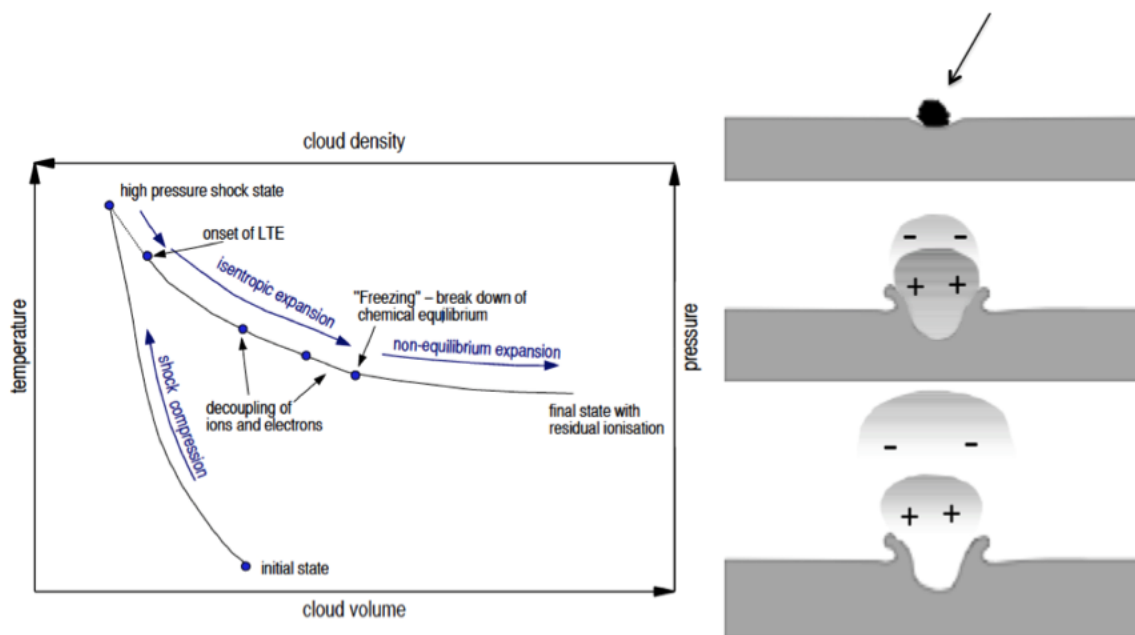 cloud density
high pressure shock state
onset of LTE
isentropic expansion
"Freezing" – break down of
chemical equilibrium
non-equilibrium expansion
temperature
pressure
shock compression
decoupling of
ions and electrons
final state with
residual ionisation
initial state
cloud volume
- -
+ +
- -
+ +